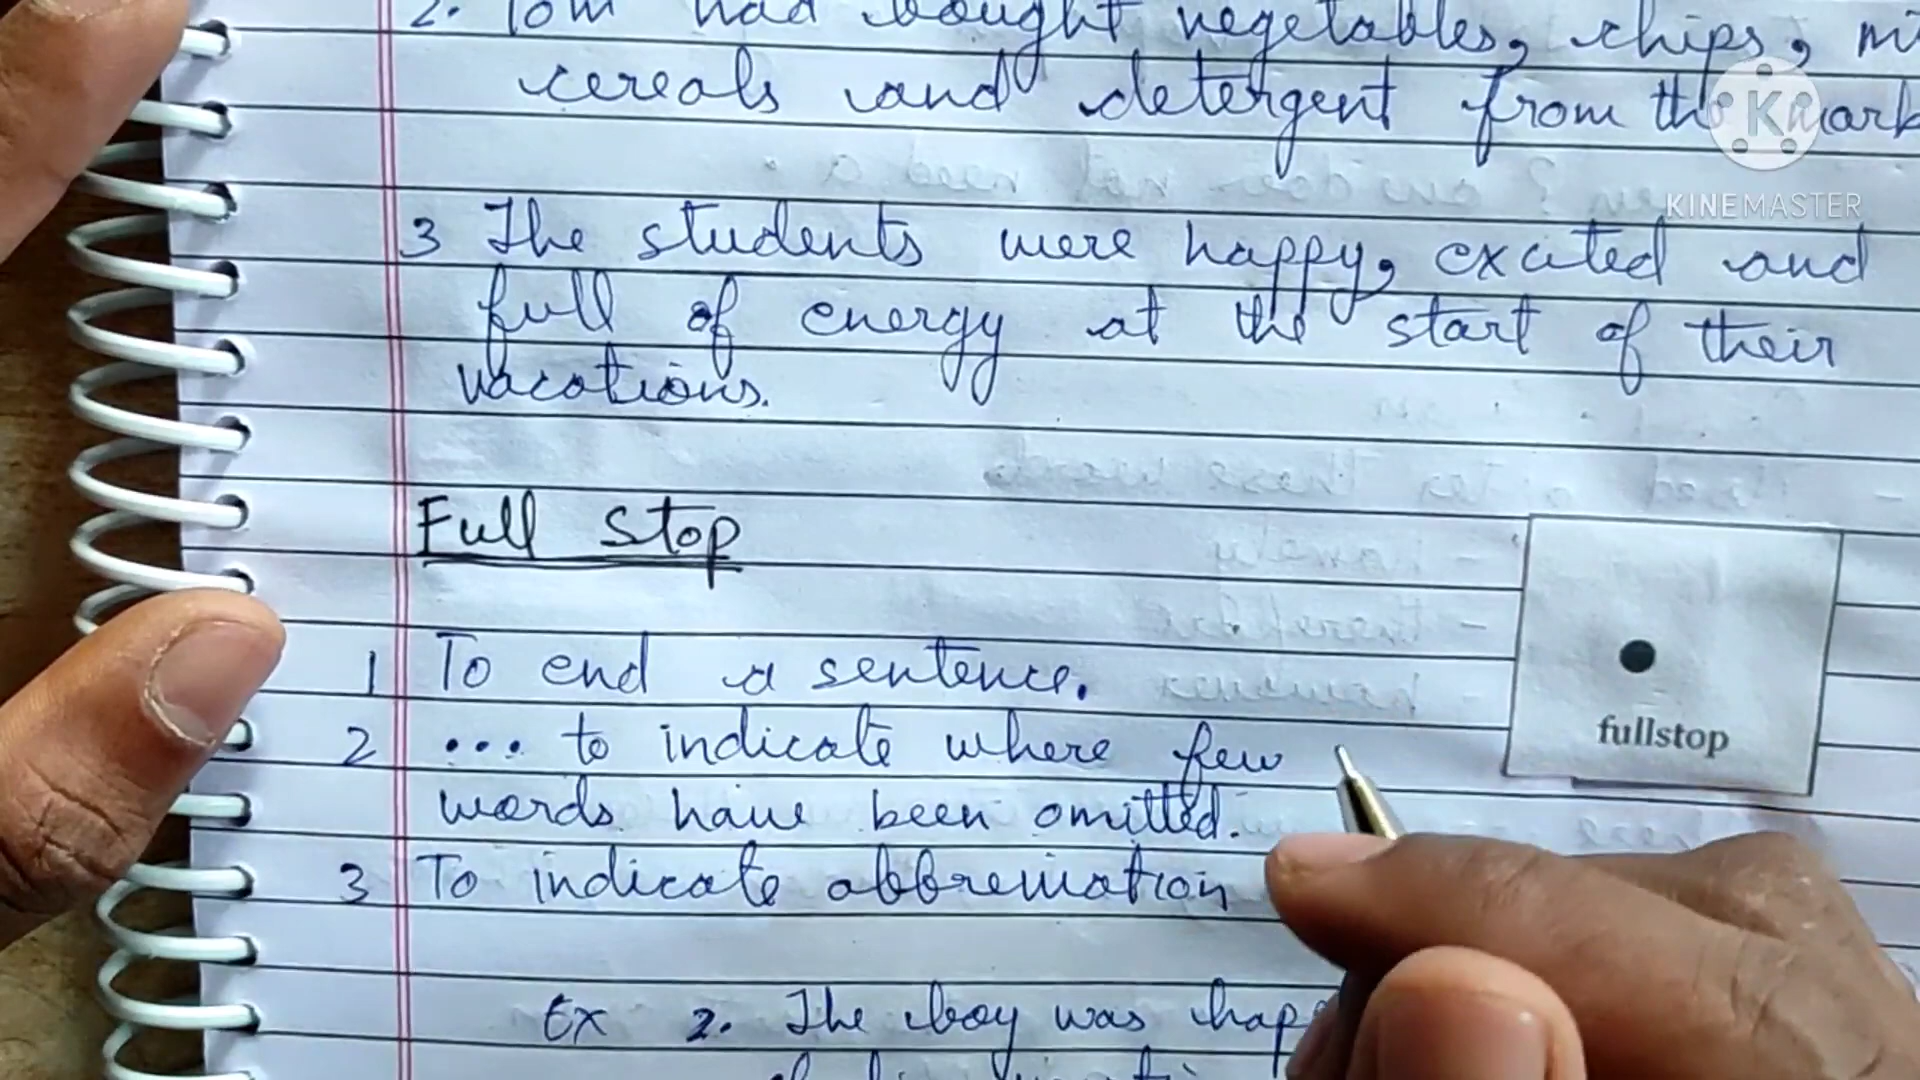 2. Tom had bought vegetables, chips,
cereals and detergent from the
K
KINEMASTER
3 The students were happy, excited and
full of energy at the start of their
vacations.
Full Stop
1 To end a sentence.
2 ... to indicate where few
words have been omitted.
3 To indicate abbreviation
fullstop
Ex 2. The boy was